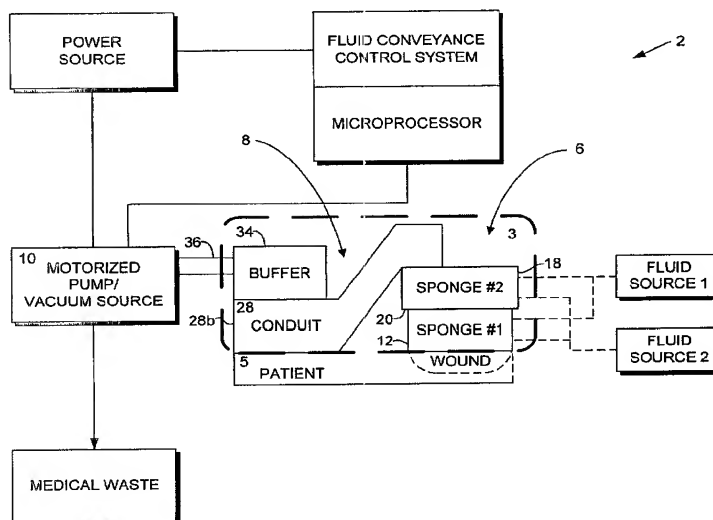 POWER
SOURCE
FLUID CONVEYANCE
CONTROL SYSTEM
MICROPROCESSOR
2
8
6
10
MOTORIZED
PUMP/
VACUUM SOURCE
36
34
BUFFER
3
18
SPONGE #2
28
28b
CONDUIT
20
SPONGE #1
12
WOUND
5
PATIENT
FLUID
SOURCE 1
FLUID
SOURCE 2
MEDICAL WASTE